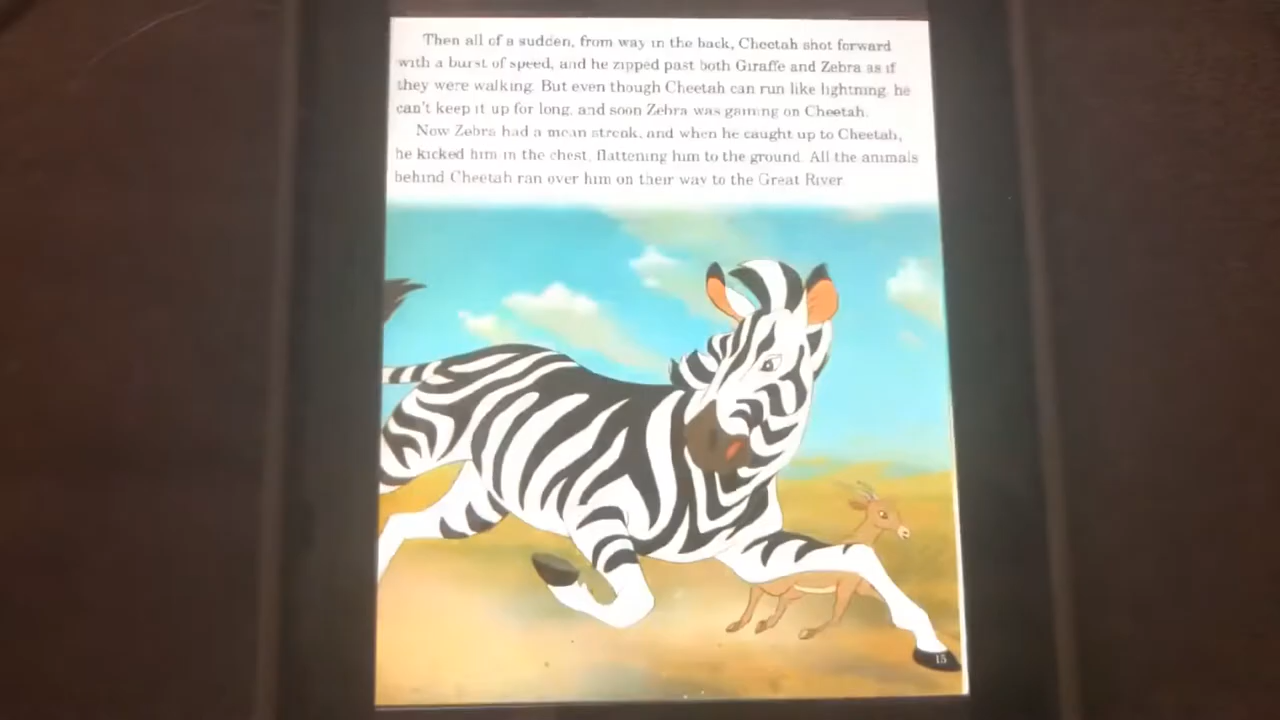 Then all of a sudden, from way in the back, Cheetah shot forward
with a burst of speed, and he zipped past both Giraffe and Zebra as if
they were walking. But even though Cheetah can run like lightning, he
can't keep it up for long, and soon Zebra was gaining on Cheetah.
Now Zebra had a mean streak, and when he caught up to Cheetah,
he kicked him in the chest, flattening him to the ground. All the animals
behind Cheetah ran over him on their way to the Great River.
15